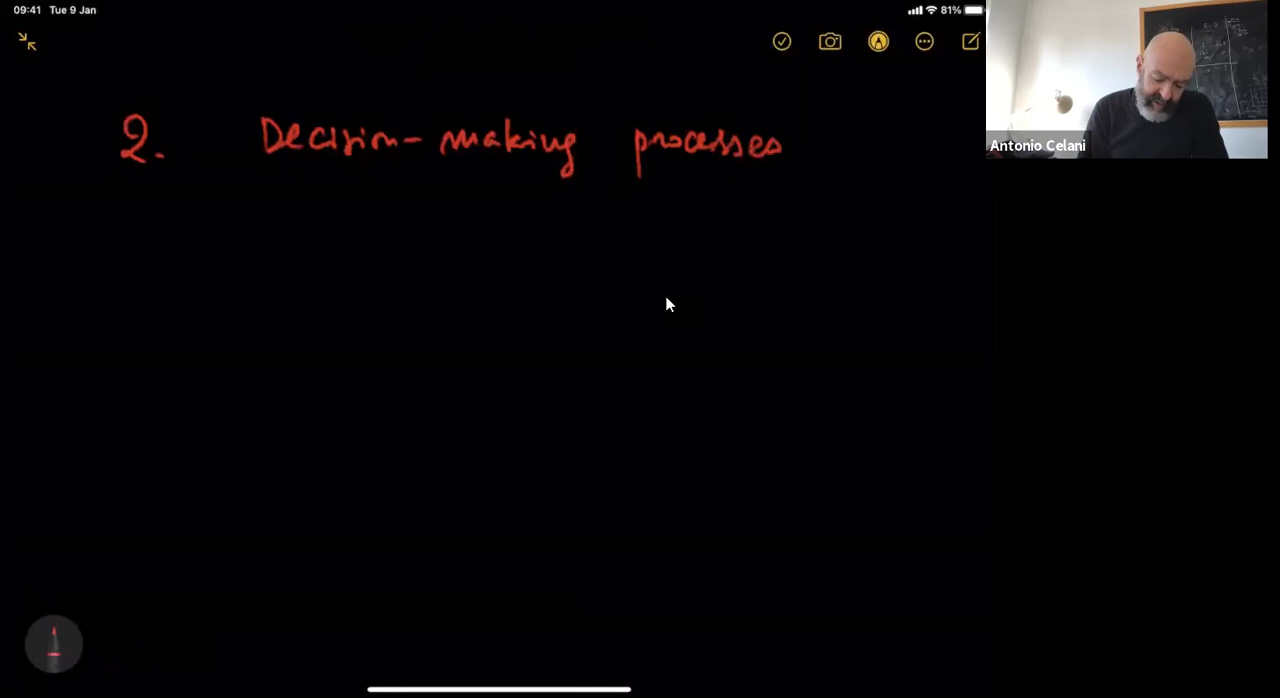 09:41 Tue 9 Jan
81%
2. Decision-making processes
Antonio Celani